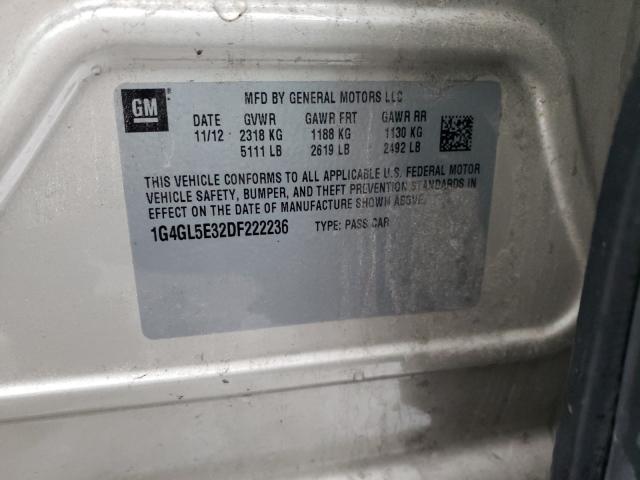 GM
MFD BY GENERAL MOTORS LLC
DATE GVWR GAWR FRT GAWR RR
11/12 2318 KG 1188 KG 1130 KG
5111 LB 2619 LB 2492 LB
THIS VEHICLE CONFORMS TO ALL APPLICABLE U.S. FEDERAL MOTOR
VEHICLE SAFETY, BUMPER, AND THEFT PREVENTION STANDARDS IN
EFFECT ON THE DATE OF MANUFACTURE SHOWN ABOVE.
1G4GL5E32DF222236 TYPE: PASS CAR